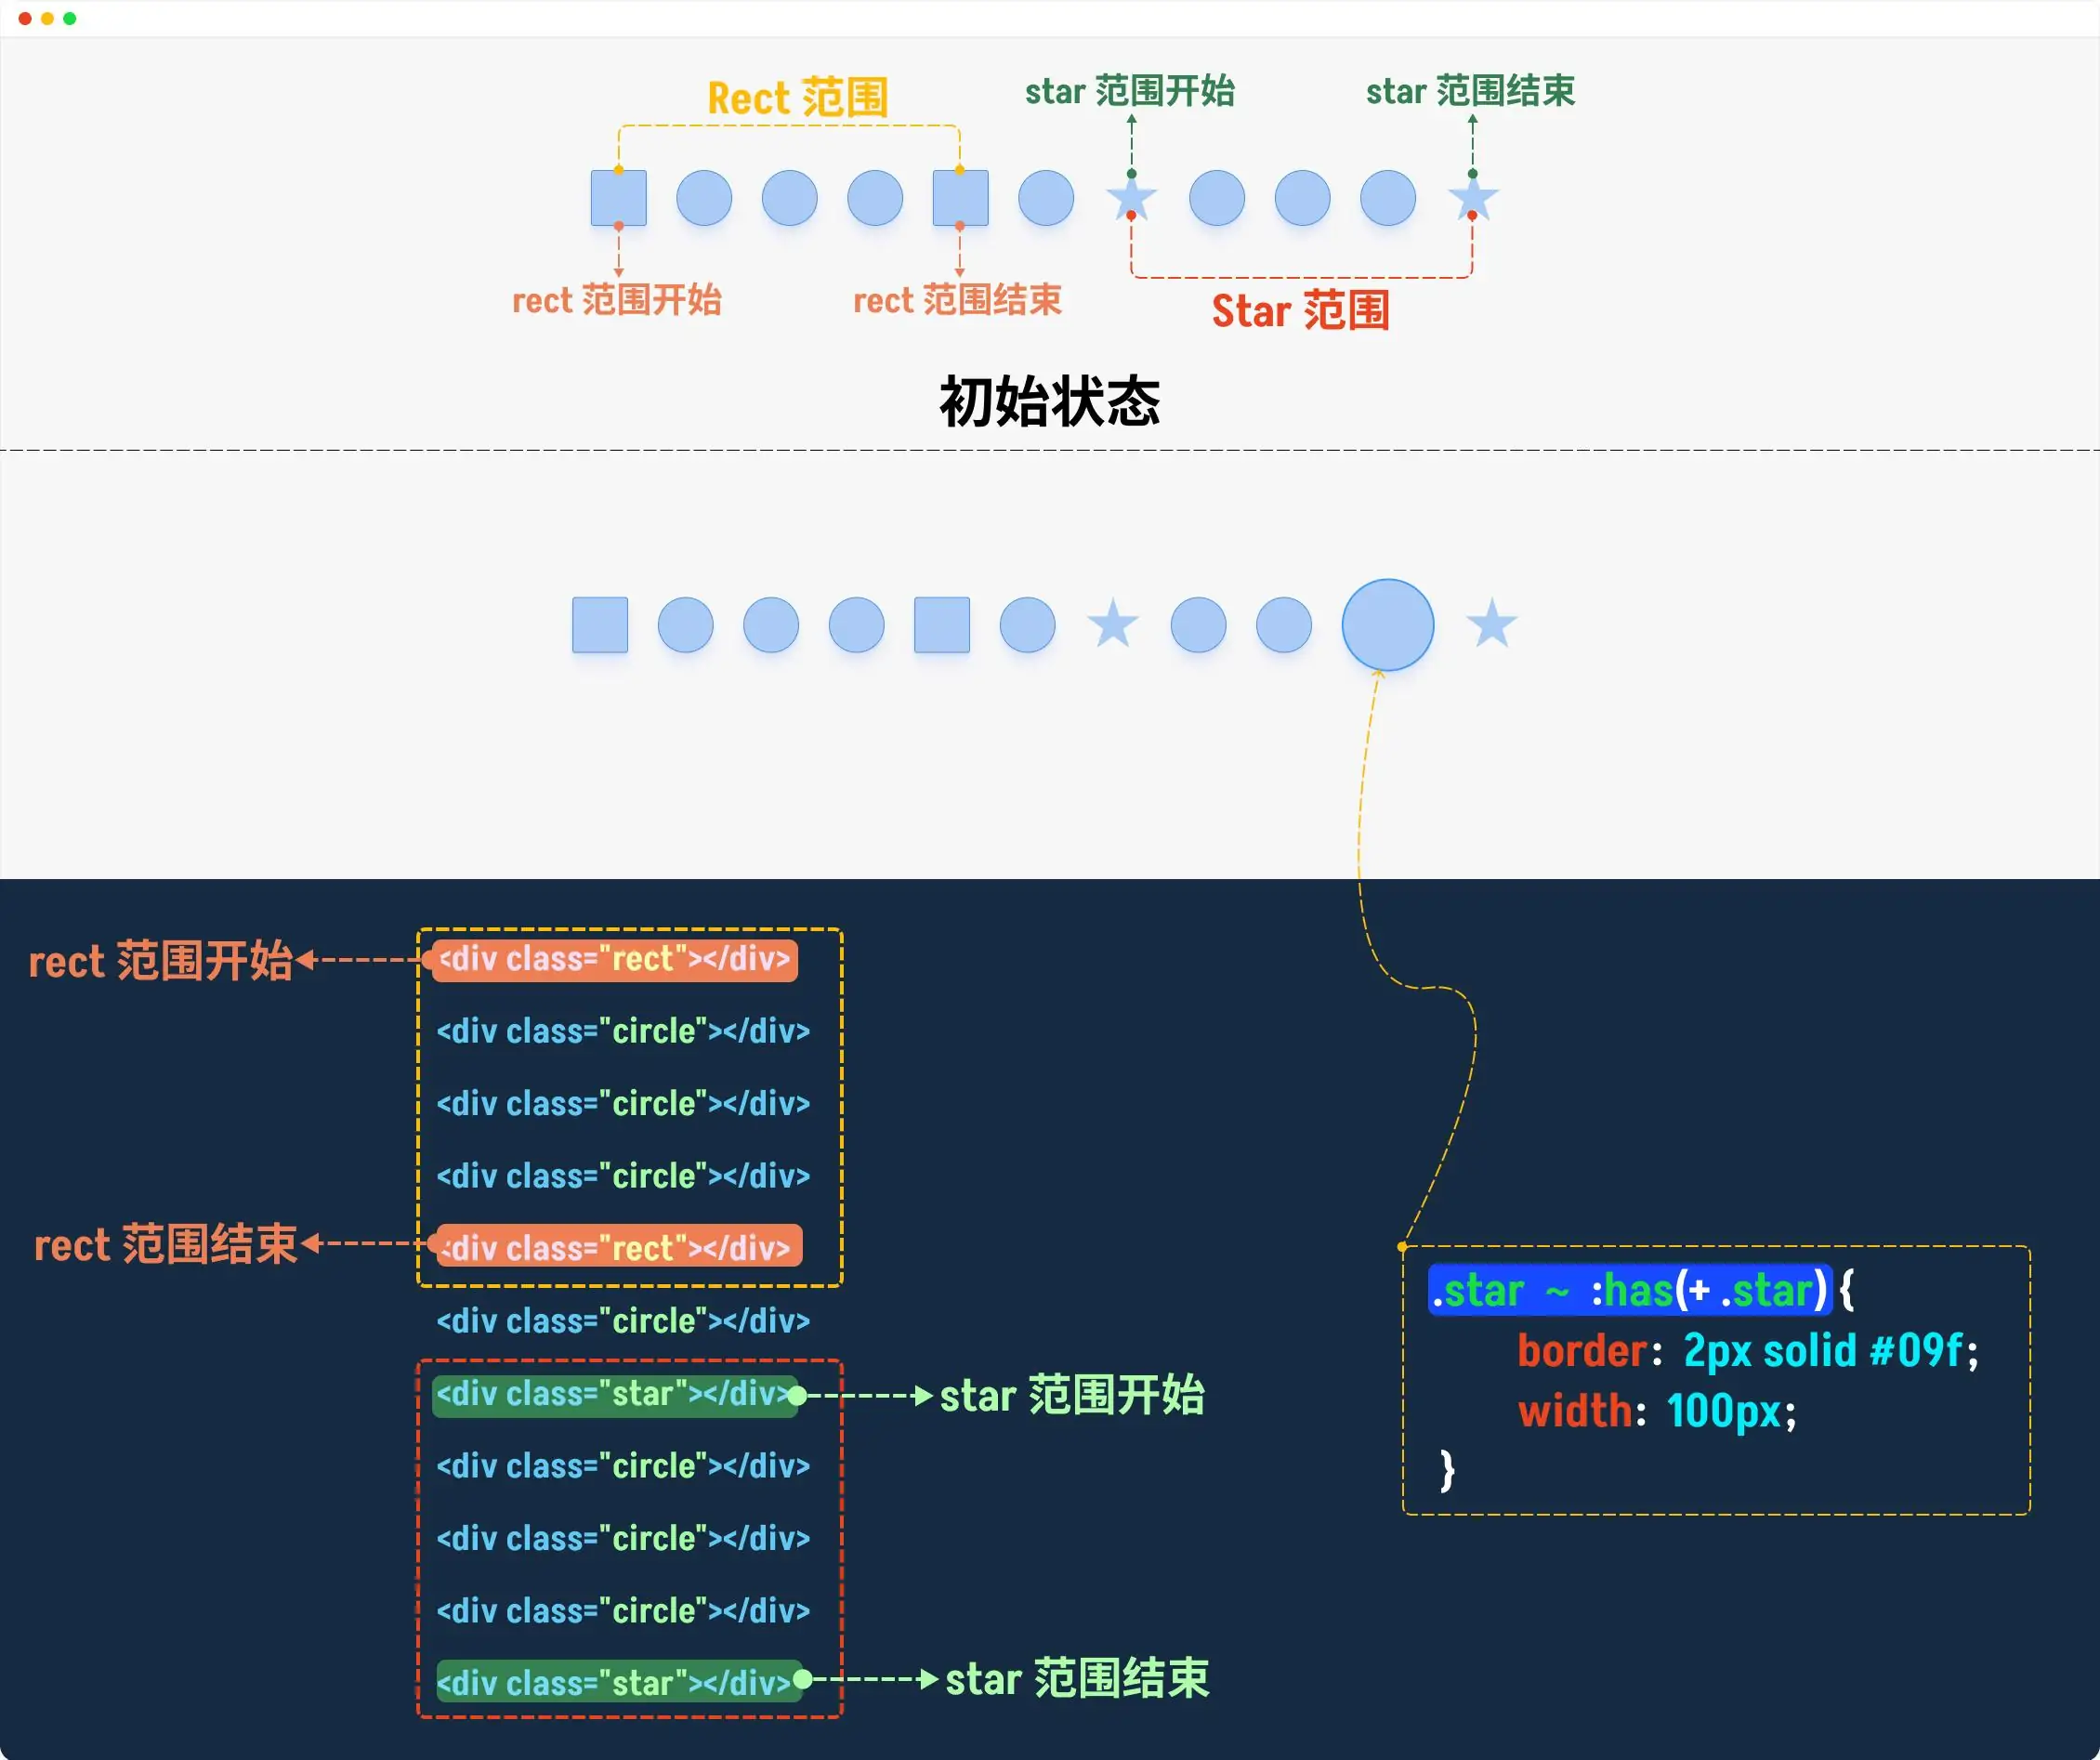 Rect 范围
star 范围开始
star 范围结束
rect 范围开始
rect 范围结束
Star 范围
初始状态
rect 范围开始
<div class="rect"></div>
<div class="circle"></div>
<div class="circle"></div>
<div class="circle"></div>
rect 范围结束
<div class="rect"></div>
<div class="circle"></div>
<div class="star"></div>
star 范围开始
<div class="circle"></div>
<div class="circle"></div>
<div class="circle"></div>
<div class="star"></div>
star 范围结束
.star ~ :has(+ .star){
border: 2px solid #09f;
width: 100px;
}